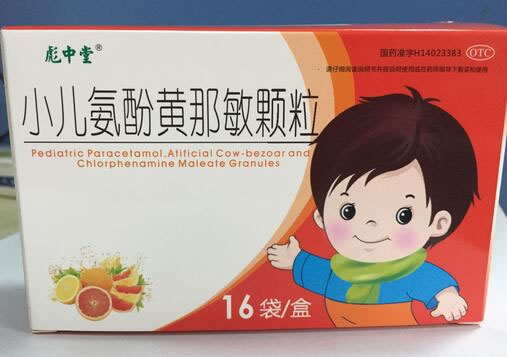 彪中堂®
国药准字H14023383
OTC
请仔细阅读说明书并按说明使用或在药师指导下购买和使用
小儿氨酚黄那敏颗粒
Pediatric Paracetamol,Atificial Cow-bezoar and
Chlorphenamine Maleate Granules
16袋/盒